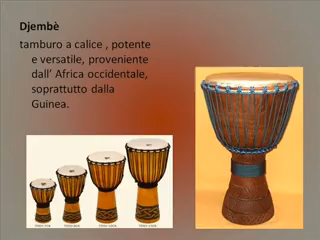 Djembè
tamburo a calice , potente
e versatile, proveniente
dall’ Africa occidentale,
soprattutto dalla
Guinea.